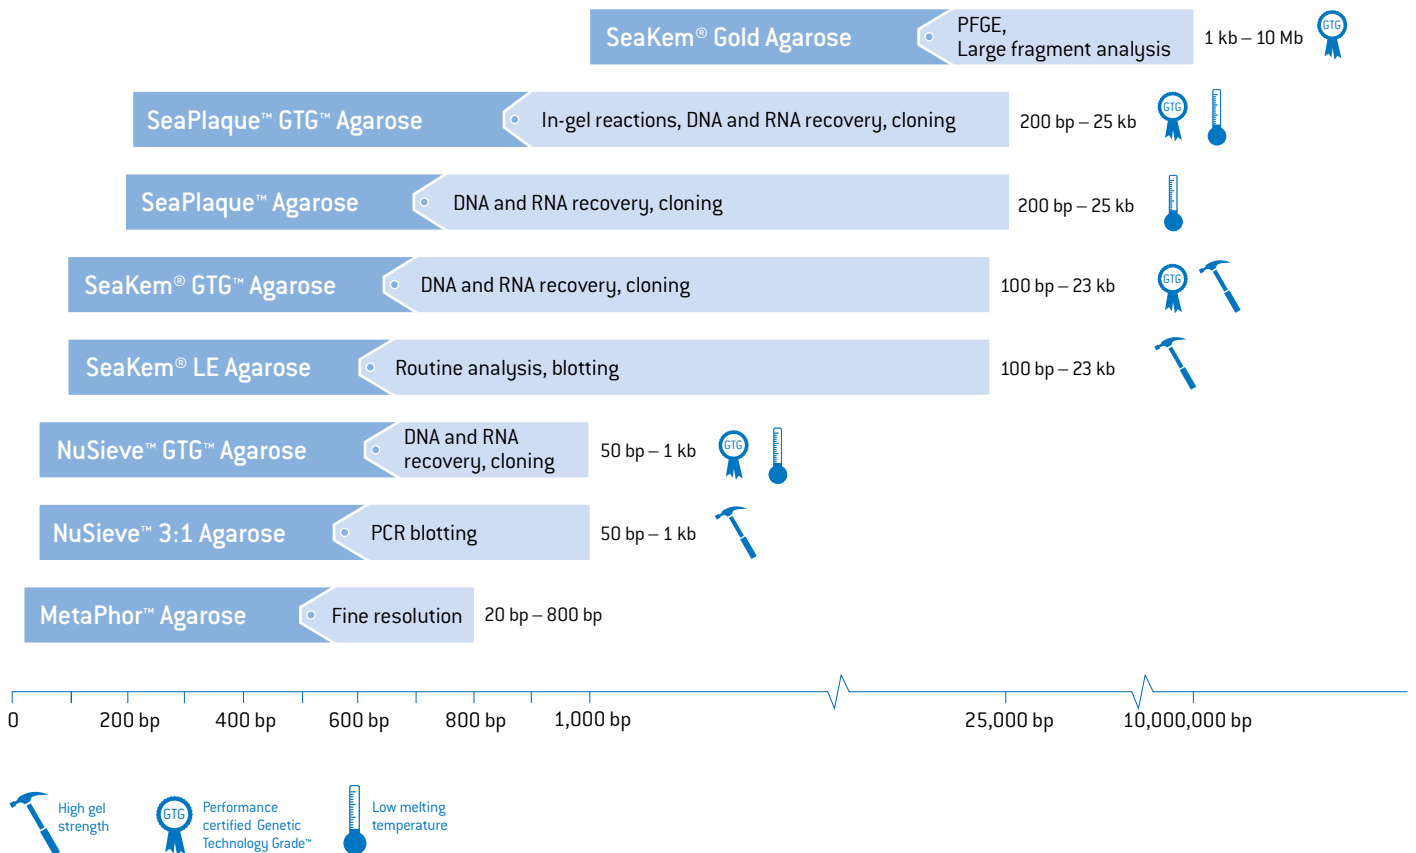 SeaKem® Gold Agarose
PFGE,
Large fragment analysis
1 kb – 10 Mb
GTG
SeaPlaque™ GTG™ Agarose
In-gel reactions, DNA and RNA recovery, cloning
200 bp – 25 kb
GTG
SeaPlaque™ Agarose
DNA and RNA recovery, cloning
200 bp – 25 kb
SeaKem® GTG™ Agarose
DNA and RNA recovery, cloning
100 bp – 23 kb
GTG
SeaKem® LE Agarose
Routine analysis, blotting
100 bp – 23 kb
NuSieve™ GTG™ Agarose
DNA and RNA
recovery, cloning
50 bp – 1 kb
GTG
NuSieve™ 3:1 Agarose
PCR blotting
50 bp – 1 kb
MetaPhor™ Agarose
Fine resolution
20 bp – 800 bp
0
200 bp
400 bp
600 bp
800 bp
1,000 bp
25,000 bp
10,000,000 bp
High gel
strength
GTG
Performance
certified Genetic
Technology Grade™
Low melting
temperature